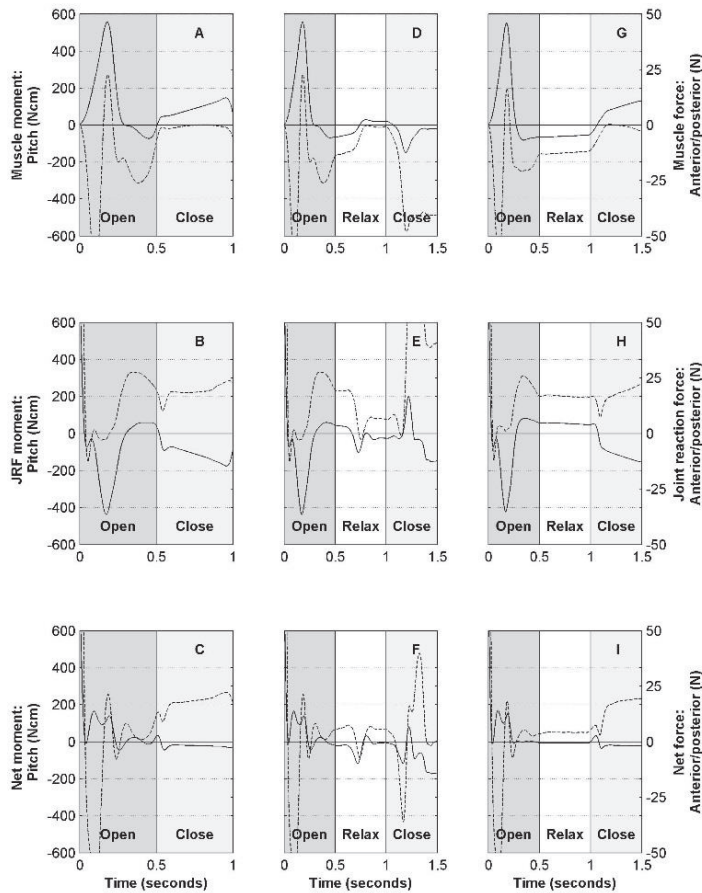 Muscle moment:
Pitch (Ncm)
600
400
200
0
-200
-400
-600
A
Open
Close
0
0.5
1
D
Open
Relax
Close
0
0.5
1
1.5
G
Open
Relax
Close
0
0.5
1
1.5
50
25
0
-25
-50
Muscle force:
Anterior/posterior (N)
JRF moment:
Pitch (Ncm)
600
400
200
0
-200
-400
-600
B
Open
Close
0
0.5
1
E
Open
Relax
Close
0
0.5
1
1.5
H
Open
Relax
Close
0
0.5
1
1.5
50
25
0
-25
-50
Joint reaction force:
Anterior/posterior (N)
Net moment:
Pitch (Ncm)
600
400
200
0
-200
-400
-600
C
Open
Close
0
0.5
1
Time (seconds)
F
Open
Relax
Close
0
0.5
1
1.5
Time (seconds)
I
Open
Relax
Close
0
0.5
1
1.5
Time (seconds)
50
25
0
-25
-50
Net force:
Anterior/posterior (N)